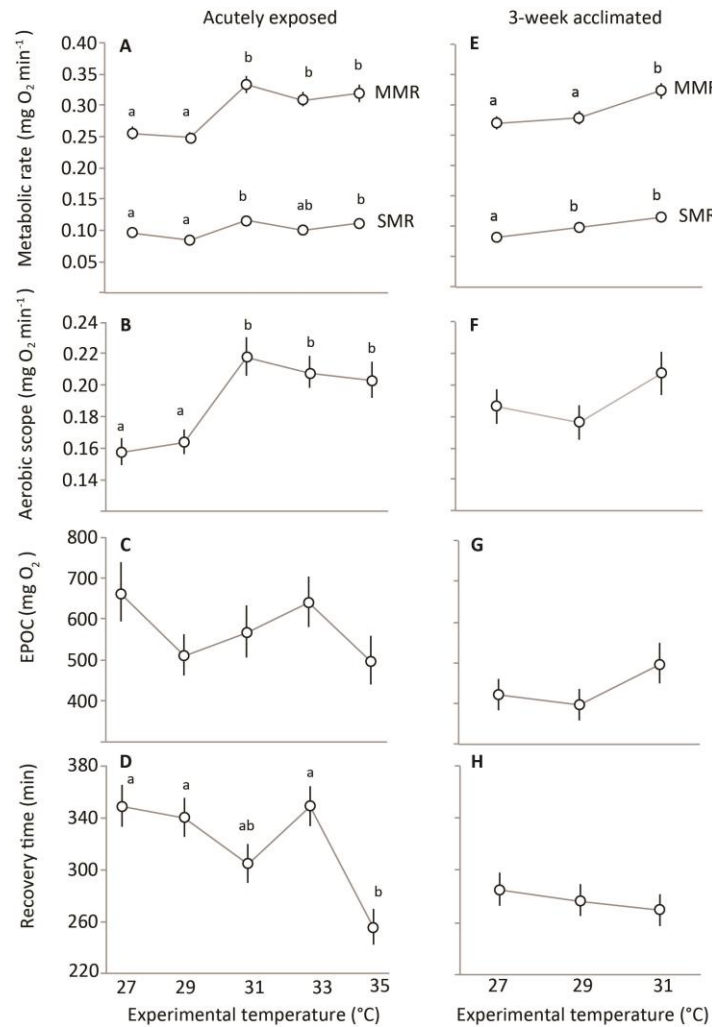 Acutely exposed
3-week acclimated
Metabolic rate (mg O₂ min⁻¹)
0.40
0.35
0.30
0.25
0.20
0.15
0.10
0.05
A
a
a
b
b
b
MMR
a
a
b
ab
b
SMR
E
a
a
b
MMR
a
b
b
SMR
Aerobic scope (mg O₂ min⁻¹)
0.24
0.22
0.20
0.18
0.16
0.14
B
a
a
b
b
b
F
EPOC (mg O₂)
800
700
600
500
400
C
G
Recovery time (min)
380
340
300
260
220
D
a
a
ab
a
b
H
27 29 31 33 35
27 29 31
Experimental temperature (°C)
Experimental temperature (°C)